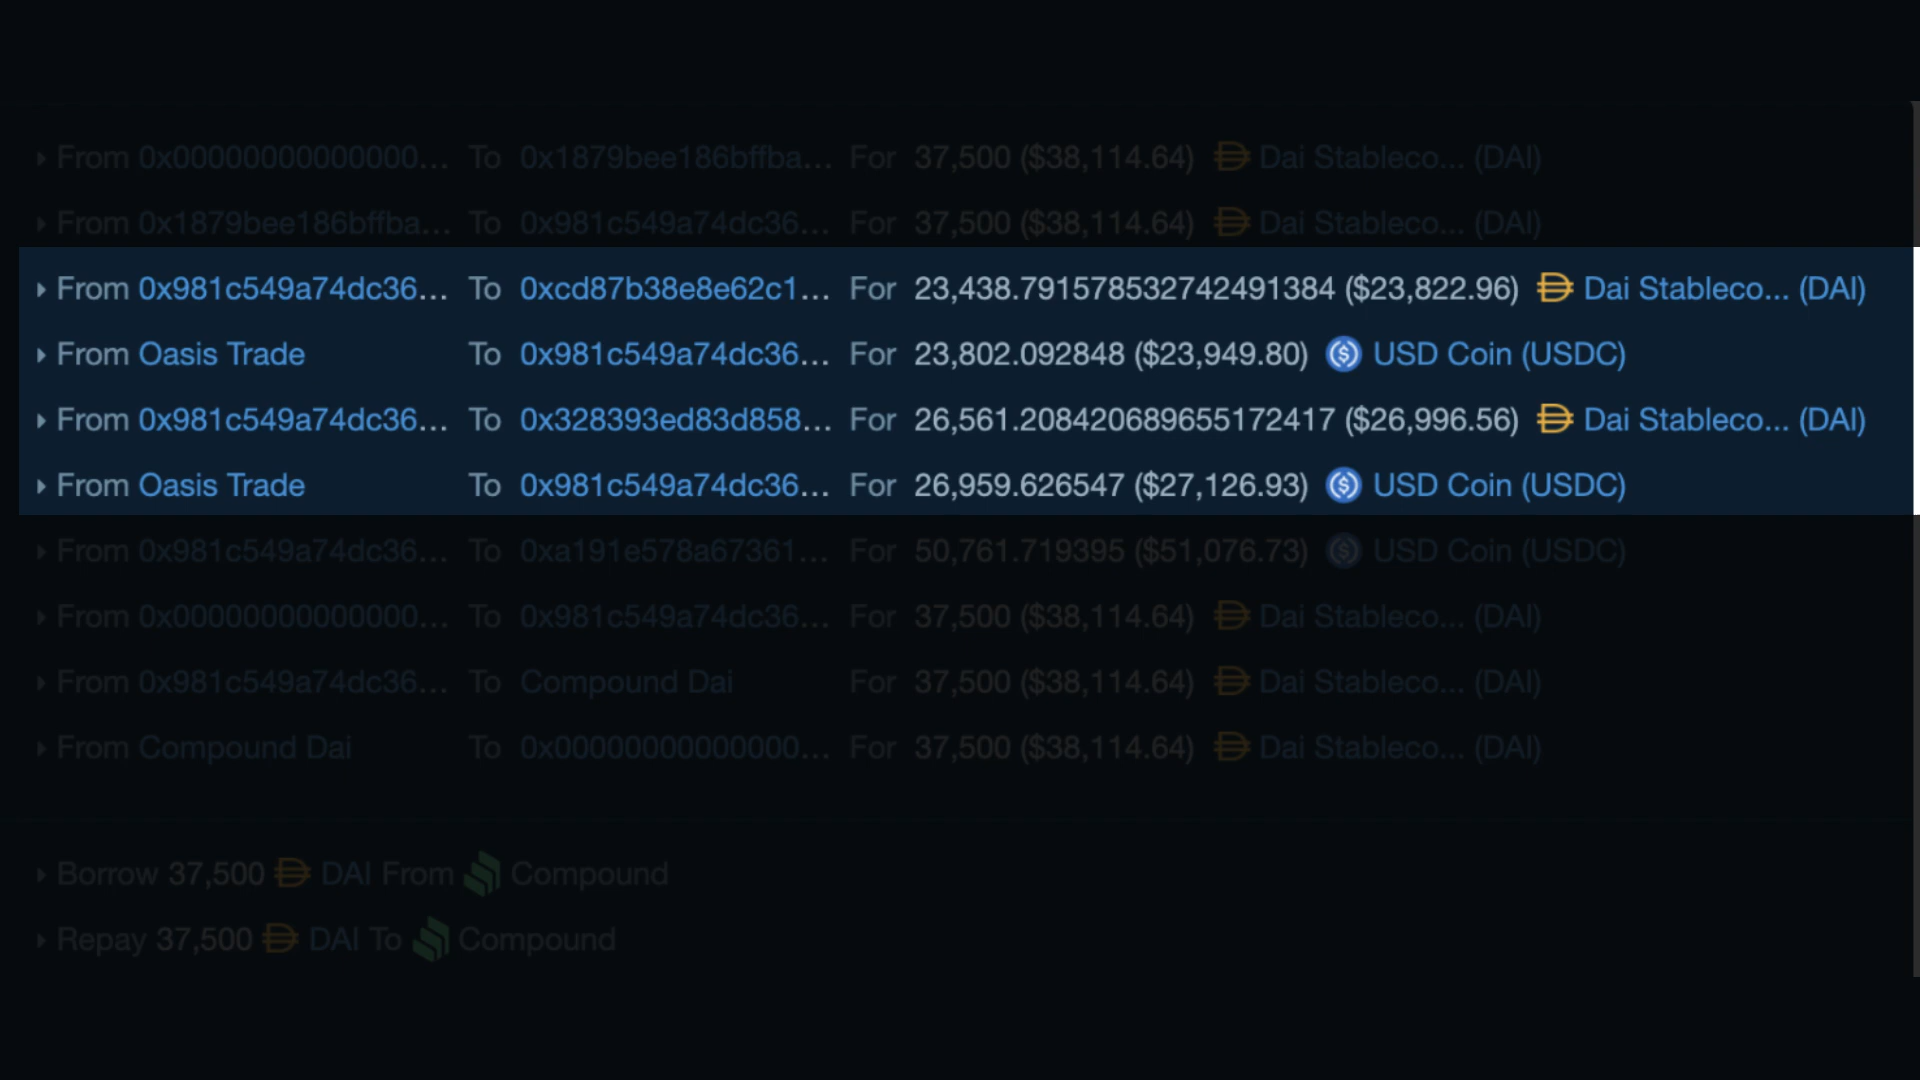 From 0x00000000000000... To 0x1879bee186bffba... For 37,500 ($38,114.64) Dai Stableco... (DAI)
From 0x1879bee186bffba... To 0x981c549a74dc36... For 37,500 ($38,114.64) Dai Stableco... (DAI)
From 0x981c549a74dc36... To 0xcd87b38e8e62c1... For 23,438.791578532742491384 ($23,822.96) Dai Stableco... (DAI)
From Oasis Trade To 0x981c549a74dc36... For 23,802.092848 ($23,949.80) USD Coin (USDC)
From 0x981c549a74dc36... To 0x328393ed83d858... For 26,561.208420689655172417 ($26,996.56) Dai Stableco... (DAI)
From Oasis Trade To 0x981c549a74dc36... For 26,959.626547 ($27,126.93) USD Coin (USDC)
From 0x981c549a74dc36... To 0xa191e578a67361... For 50,761.719395 ($51,076.73) USD Coin (USDC)
From 0x00000000000000... To 0x981c549a74dc36... For 37,500 ($38,114.64) Dai Stableco... (DAI)
From 0x981c549a74dc36... To Compound Dai For 37,500 ($38,114.64) Dai Stableco... (DAI)
From Compound Dai To 0x00000000000000... For 37,500 ($38,114.64) Dai Stableco... (DAI)
Borrow 37,500 DAI From Compound
Repay 37,500 DAI To Compound